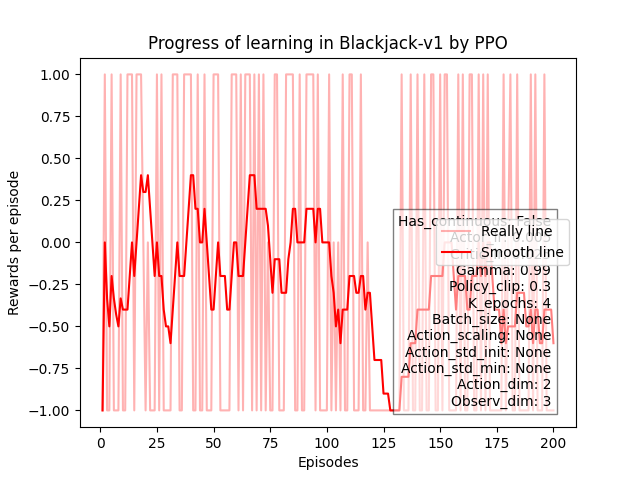 Progress of learning in Blackjack-v1 by PPO
Rewards per episode
1.00
0.75
0.50
0.25
0.00
−0.25
−0.50
−0.75
−1.00
Has_continuous: False
Really line
Smooth line
Gamma: 0.99
Policy_clip: 0.3
K_epochs: 4
Batch_size: None
Action_scaling: None
Action_std_init: None
Action_std_min: None
Action_dim: 2
Observ_dim: 3
0
25
50
75
100
125
150
175
200
Episodes